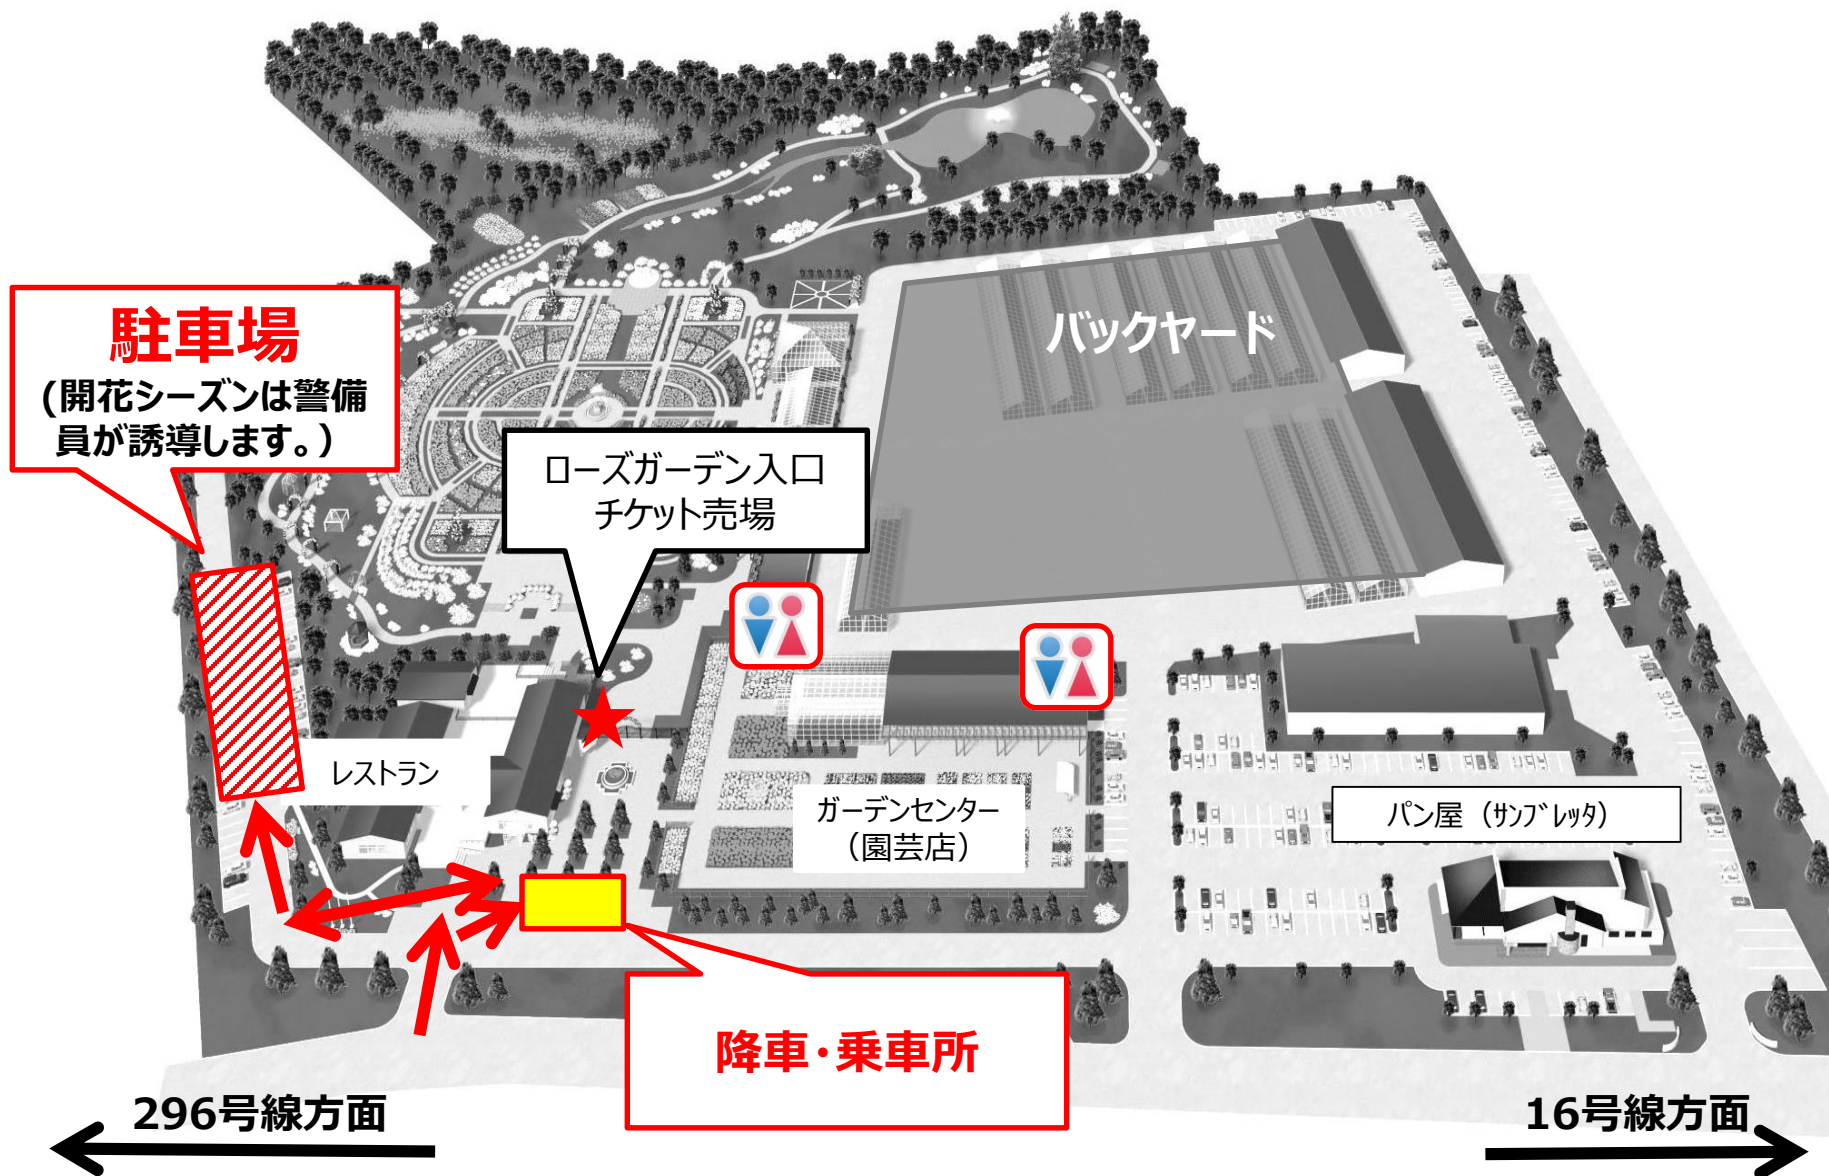 バックヤード
駐車場
(開花シーズンは警備
員が誘導します。)
ローズガーデン入口
チケット売場
レストラン
ガーデンセンター
(園芸店)
パン屋 (サンブレッタ)
降車・乗車所
296号線方面
16号線方面